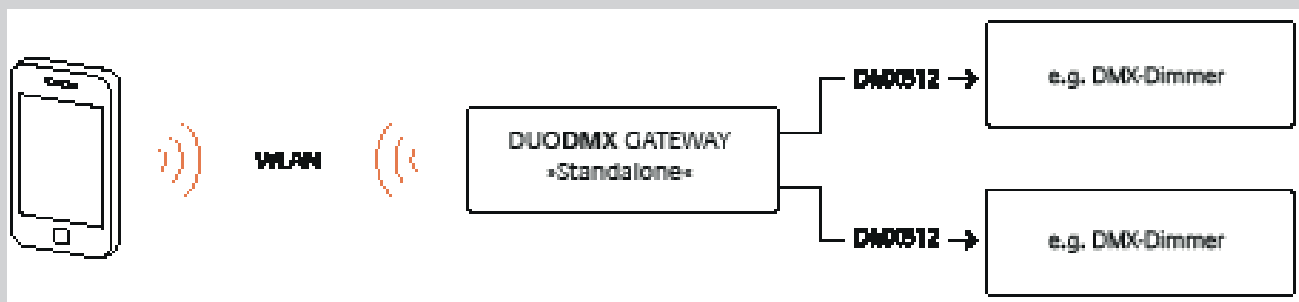 WLAN
DUODMX GATEWAY
»Standalone«
DMX512
e.g. DMX-Dimmer
DMX512
e.g. DMX-Dimmer